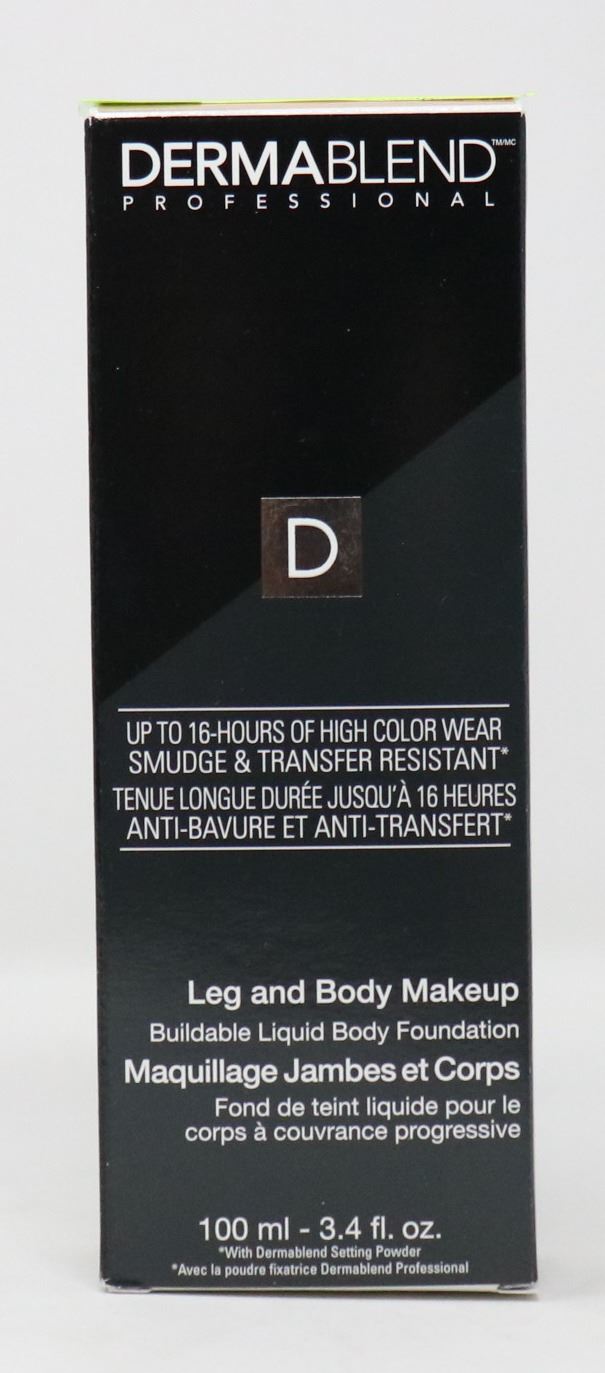 DERMABLEND™/MC
PROFESSIONAL
D
UP TO 16-HOURS OF HIGH COLOR WEAR
SMUDGE & TRANSFER RESISTANT*
TENUE LONGUE DURÉE JUSQU'À 16 HEURES
ANTI-BAVURE ET ANTI-TRANSFERT*
Leg and Body Makeup
Buildable Liquid Body Foundation
Maquillage Jambes et Corps
Fond de teint liquide pour le
corps à couvrance progressive
100 ml - 3.4 fl. oz.
*With Dermablend Setting Powder
*Avec la poudre fixatrice Dermablend Professional